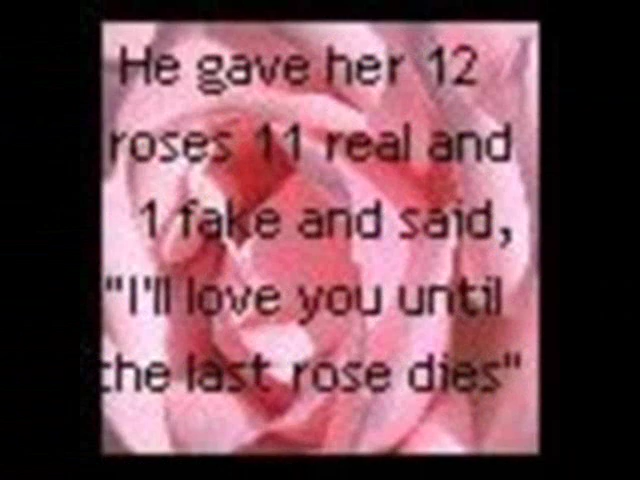 He gave her 12
roses 11 real and
1 fake and said,
"I'll love you until
the last rose dies"